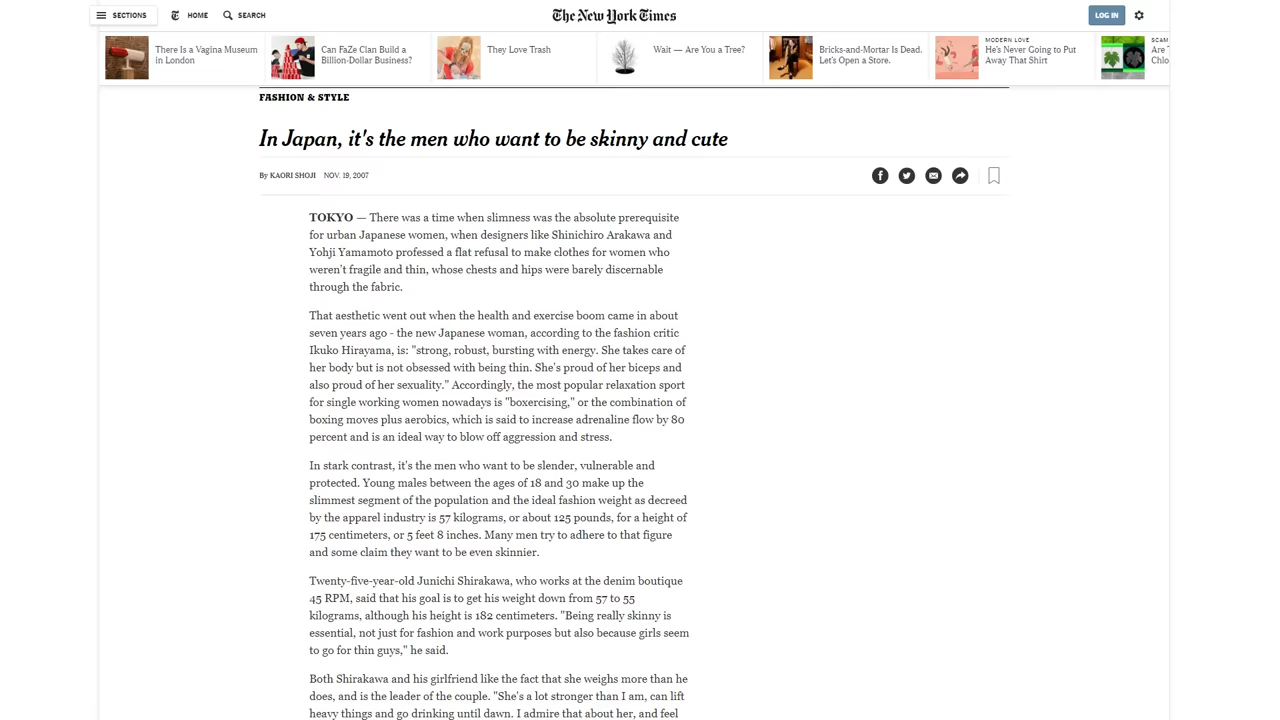 SECTIONS HOME SEARCH The New York Times LOG IN
There Is a Vagina Museum
in London
Can FaZe Clan Build a
Billion-Dollar Business?
They Love Trash
Wait — Are You a Tree?
Bricks-and-Mortar Is Dead.
Let's Open a Store.
MODERN LOVE
He's Never Going to Put
Away That Shirt
SCAM
Are T
Chlo
FASHION & STYLE
In Japan, it's the men who want to be skinny and cute
By KAORI SHOJI NOV. 19, 2007
TOKYO — There was a time when slimness was the absolute prerequisite
for urban Japanese women, when designers like Shinichiro Arakawa and
Yohji Yamamoto professed a flat refusal to make clothes for women who
weren't fragile and thin, whose chests and hips were barely discernable
through the fabric.
That aesthetic went out when the health and exercise boom came in about
seven years ago - the new Japanese woman, according to the fashion critic
Ikuko Hirayama, is: "strong, robust, bursting with energy. She takes care of
her body but is not obsessed with being thin. She's proud of her biceps and
also proud of her sexuality." Accordingly, the most popular relaxation sport
for single working women nowadays is "boxercising," or the combination of
boxing moves plus aerobics, which is said to increase adrenaline flow by 80
percent and is an ideal way to blow off aggression and stress.
In stark contrast, it's the men who want to be slender, vulnerable and
protected. Young males between the ages of 18 and 30 make up the
slimmest segment of the population and the ideal fashion weight as decreed
by the apparel industry is 57 kilograms, or about 125 pounds, for a height of
175 centimeters, or 5 feet 8 inches. Many men try to adhere to that figure
and some claim they want to be even skinnier.
Twenty-five-year-old Junichi Shirakawa, who works at the denim boutique
45 RPM, said that his goal is to get his weight down from 57 to 55
kilograms, although his height is 182 centimeters. "Being really skinny is
essential, not just for fashion and work purposes but also because girls seem
to go for thin guys," he said.
Both Shirakawa and his girlfriend like the fact that she weighs more than he
does, and is the leader of the couple. "She's a lot stronger than I am, can lift
heavy things and go drinking until dawn. I admire that about her, and feel